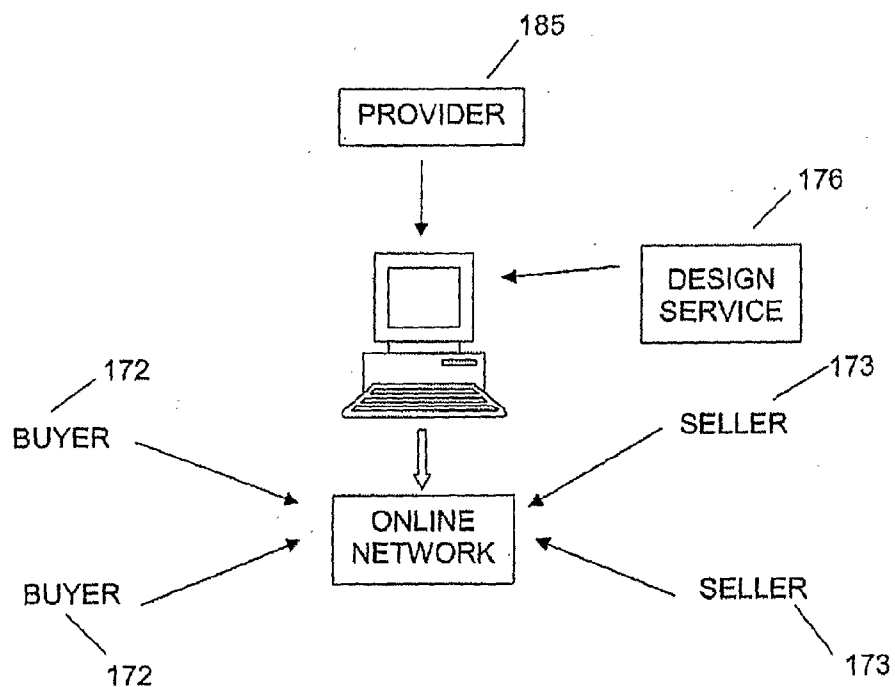 185
PROVIDER
176
DESIGN
SERVICE
172
BUYER
173
SELLER
ONLINE
NETWORK
BUYER
172
SELLER
173